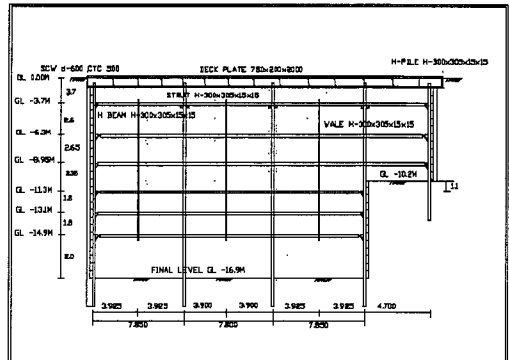 H-PILE H-300x305x15x15
SCW d-600 CTC 500
DECK PLATE 750x200x2000
GL 0.00M
3.7
STRUT H-300x305x15x15
GL -3.7M
H BEAM H-300x305x15x15
2.6
WALE H-300x305x15x15
GL -6.3M
2.65
GL -8.95M
GL -10.2M
2.35
1.1
GL -11.3M
1.8
GL -13.1M
1.8
GL -14.9M
2.0
FINAL LEVEL GL -16.9M
3.925 3.925 3.900 3.900 3.925 3.925 4.700
7.850 7.800 7.850